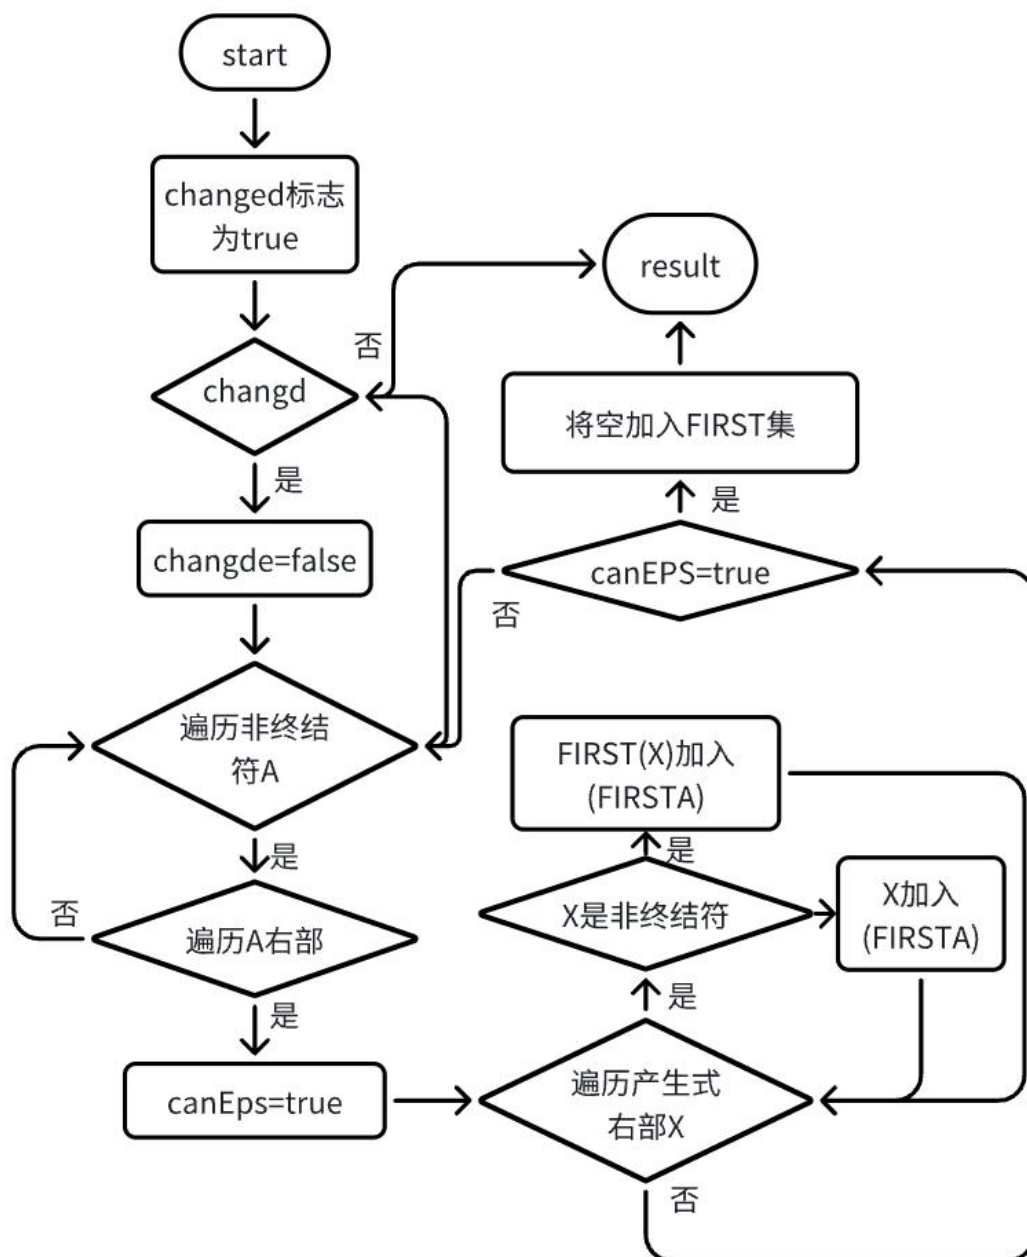 start
changed标志
为true
result
否
changd
将空加入FIRST集
是
是
changde=false
canEPS=true
否
遍历非终结
符A
FIRST(X)加入
(FIRSTA)
是
是
X加入
(FIRSTA)
否
遍历A右部
X是非终结符
是
是
canEps=true
遍历产生式
右部X
否